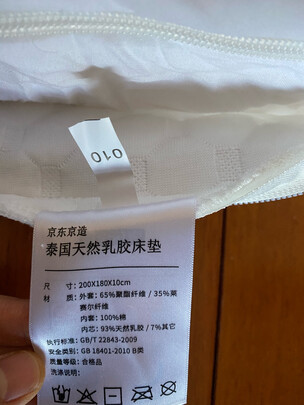 010
京东京造
泰国天然乳胶床垫
尺 寸:200X180X10cm
材 质:外套:65%聚酯纤维 / 35%莱
赛尔纤维
内套:100%棉
内芯:93%天然乳胶 / 7%其它
执行标准:GB/T 22843-2009
安全类别:GB 18401-2010 B类
质量等级:合格品
洗涤说明: